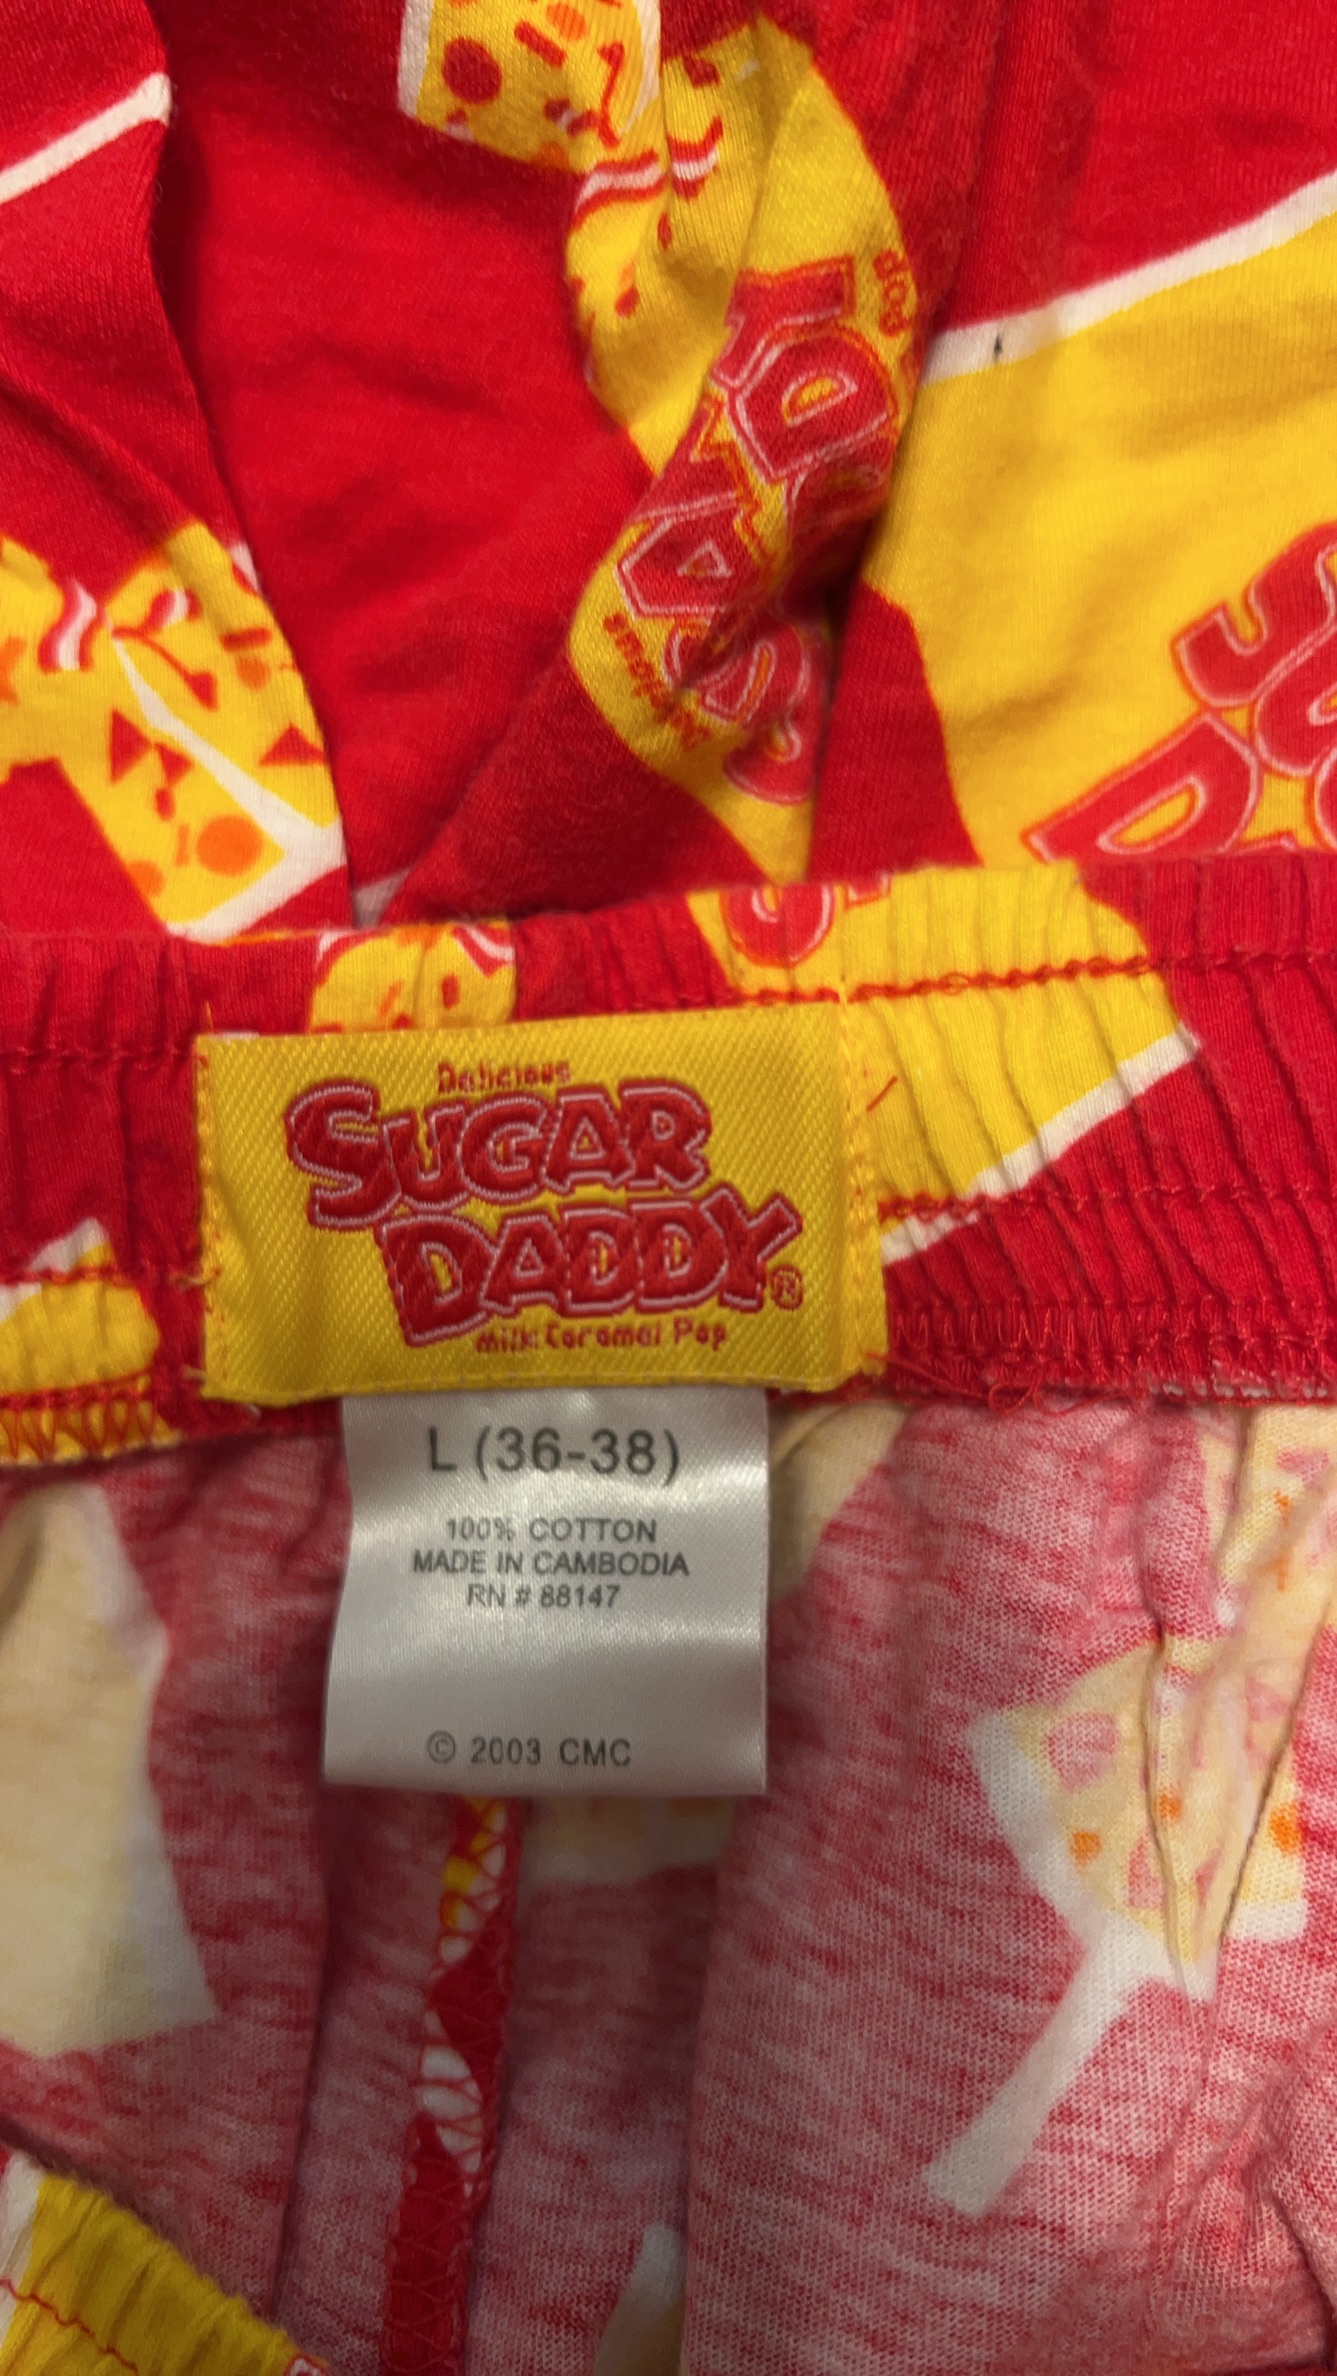 Delicious
SUGAR
DADDY®
Milk Caramel Pop
L (36-38)
100% COTTON
MADE IN CAMBODIA
RN # 88147
© 2003 CMC